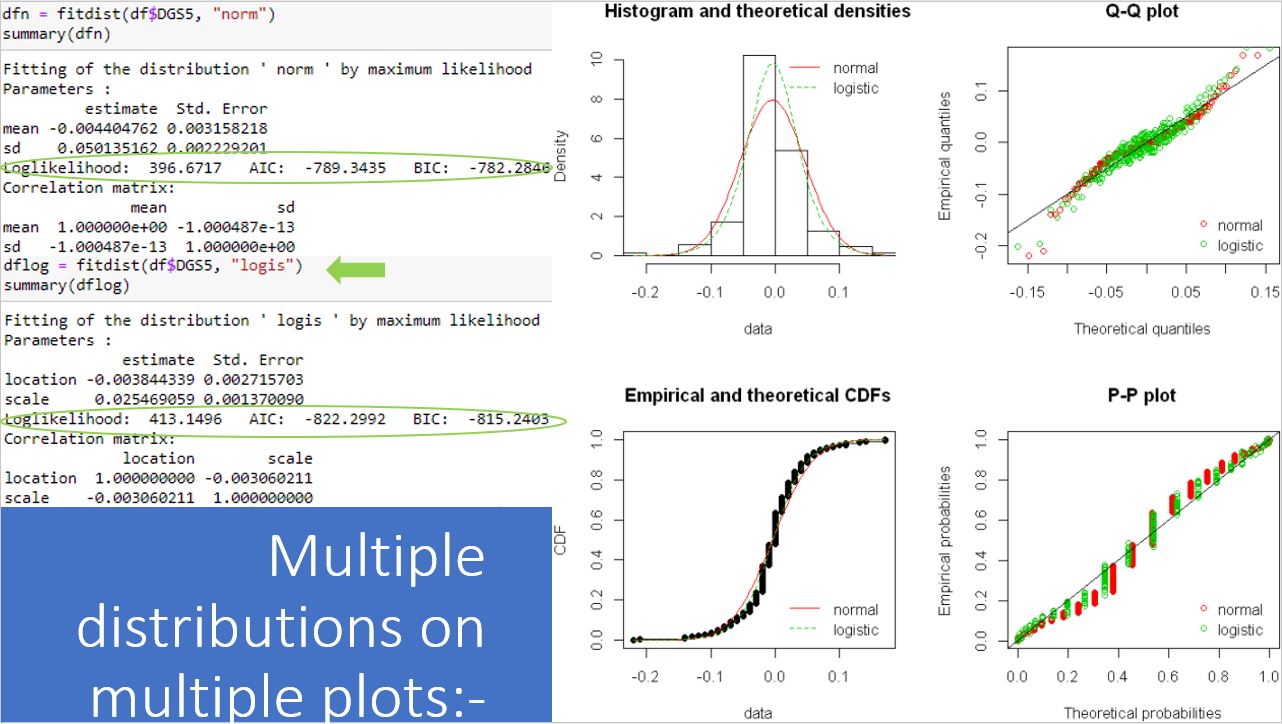 dfn = fitdist(df$DGS5, "norm")
summary(dfn)
Fitting of the distribution ' norm ' by maximum likelihood
Parameters :
estimate Std. Error
mean -0.004404762 0.003158218
sd 0.050135162 0.002229201
Loglikelihood: 396.6717 AIC: -789.3435 BIC: -782.2846
Correlation matrix:
mean sd
mean 1.000000e+00 -1.000487e-13
sd -1.000487e-13 1.000000e+00
dflog = fitdist(df$DGS5, "logis")
summary(dflog)
Fitting of the distribution ' logis ' by maximum likelihood
Parameters :
estimate Std. Error
location -0.003844339 0.002715703
scale 0.025469059 0.001370090
Loglikelihood: 413.1496 AIC: -822.2992 BIC: -815.2403
Correlation matrix:
location scale
location 1.000000000 -0.003060211
scale -0.003060211 1.000000000
Multiple
distributions on
multiple plots:-
Histogram and theoretical densities
Density
10
8
6
4
2
0
normal
logistic
-0.2 -0.1 0.0 0.1
data
Q-Q plot
Empirical quantiles
0.1
0.0
-0.1
-0.2
normal
logistic
-0.15 -0.05 0.05 0.15
Theoretical quantiles
Empirical and theoretical CDFs
CDF
1.0
0.8
0.6
0.4
0.2
0.0
normal
logistic
-0.2 -0.1 0.0 0.1
data
P-P plot
Empirical probabilities
1.0
0.8
0.6
0.4
0.2
0.0
normal
logistic
0.0 0.2 0.4 0.6 0.8 1.0
Theoretical probabilities